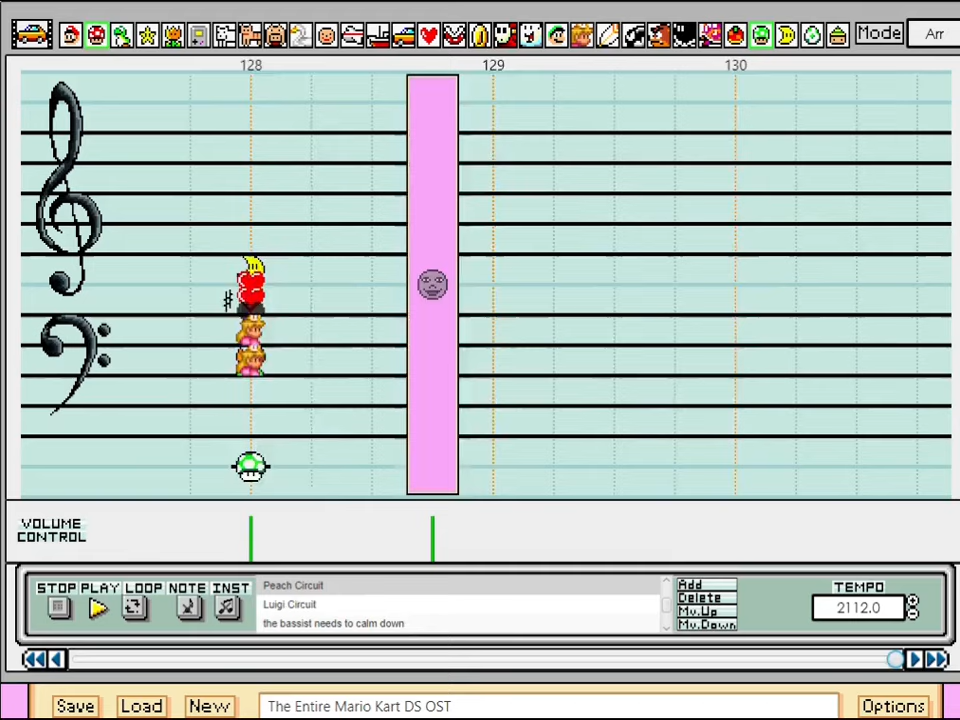 Mode Arr
128 129 130
VOLUME
CONTROL
STOP PLAY LOOP NOTE INST
Peach Circuit
Luigi Circuit
the bassist needs to calm down
Add
Delete
Mv.Up
Mv.Down
TEMPO
2112.0
Save Load New The Entire Mario Kart DS OST Options